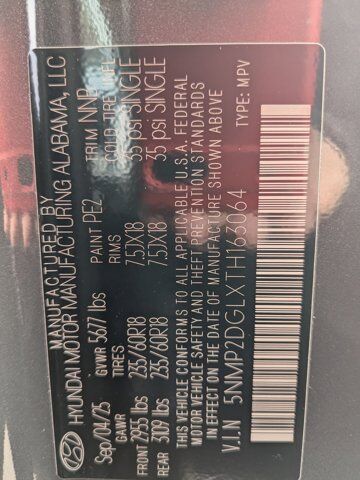 MANUFACTURED BY
HYUNDAI MOTOR MANUFACTURING ALABAMA, LLC
Sep/04/25 GVWR 5677 lbs PAINT PE2 TRIM NNB
GAWR TIRES RIMS COLD TIRE INFL.
FRONT 2955 lbs 235/60R18 7.5JX18 35 psi SINGLE
REAR 3109 lbs 235/60R18 7.5JX18 35 psi SINGLE
THIS VEHICLE CONFORMS TO ALL APPLICABLE U.S.A. FEDERAL
MOTOR VEHICLE SAFETY AND THEFT PREVENTION STANDARDS
IN EFFECT ON THE DATE OF MANUFACTURE SHOWN ABOVE
V.I.N 5NMP2DGLXTH163064 TYPE: MPV